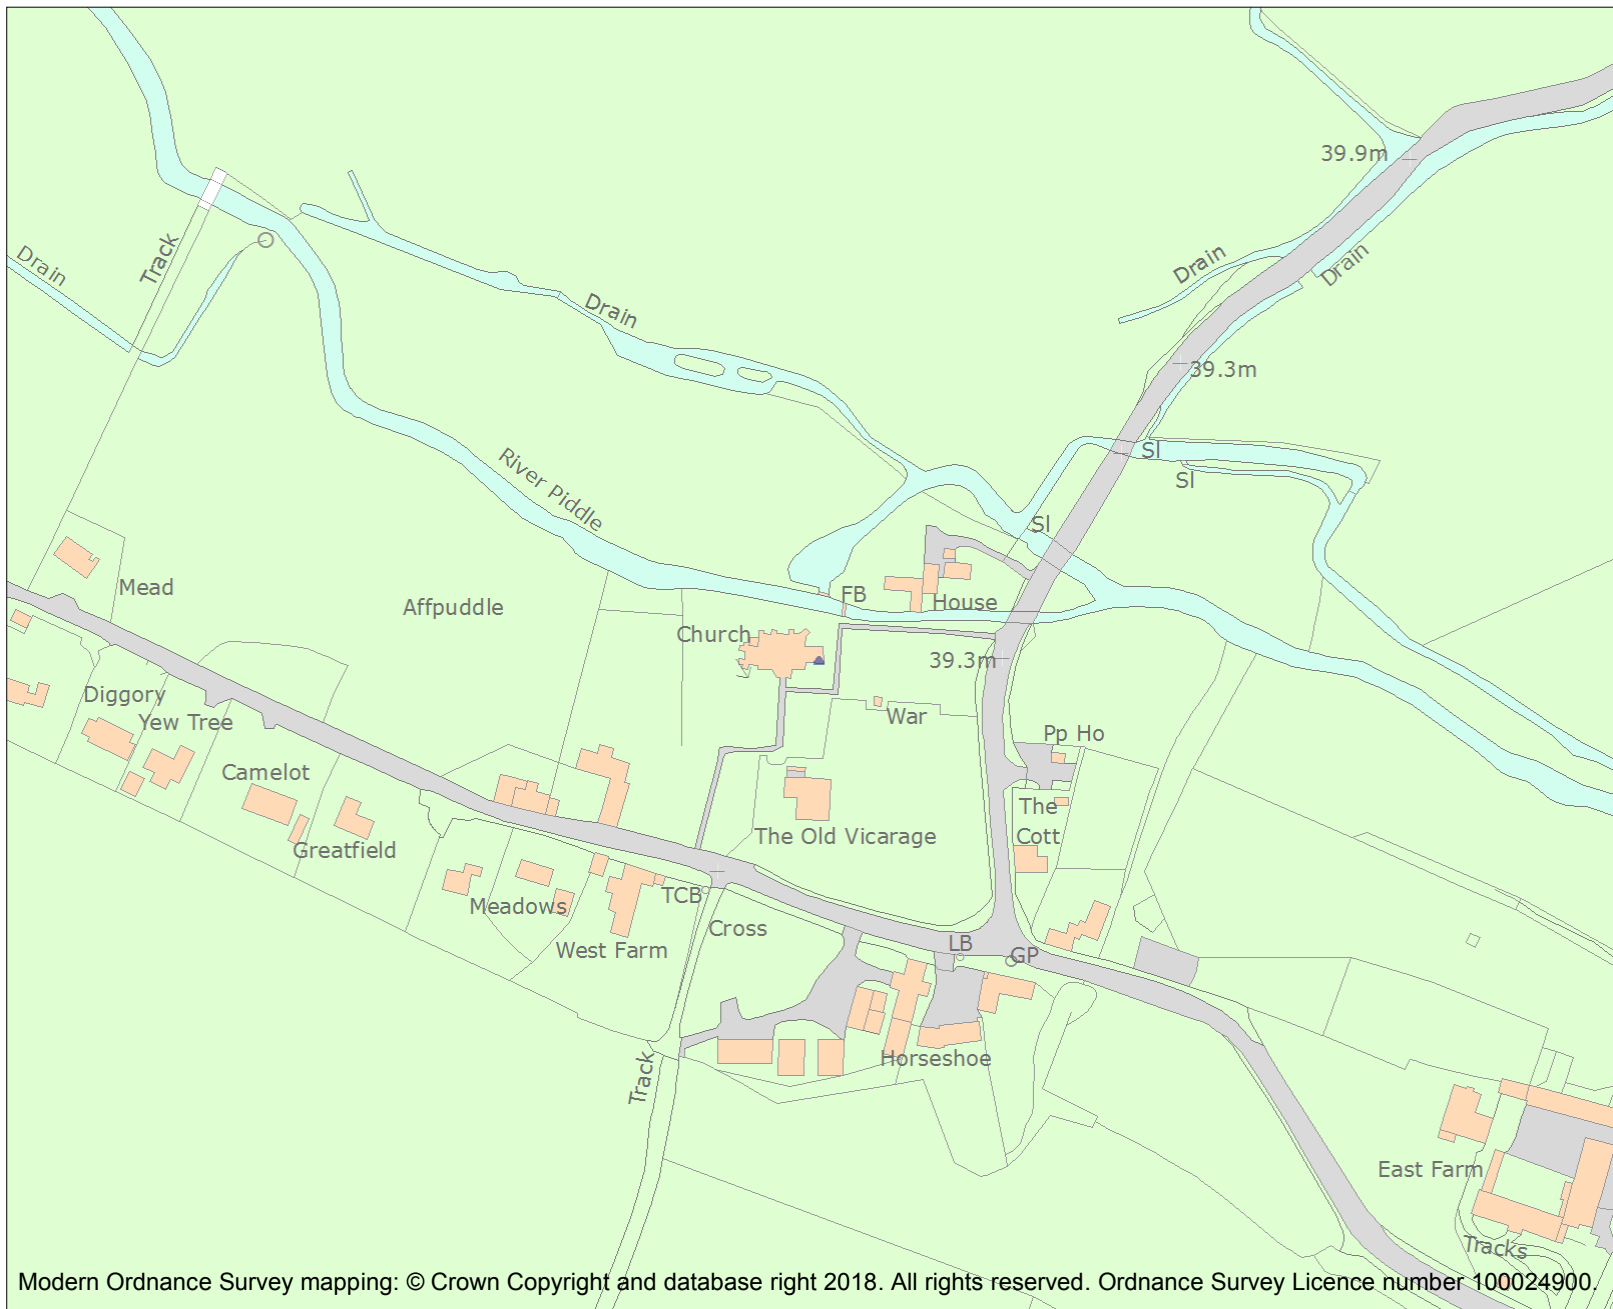 39.9m
Drain
Track
Drain
Drain
Drain
39.3m
Sl
River Piddle
Sl
Sl
Mead
FB
Affpuddle
House
Church
39.3m
Diggory
War
Yew Tree
Pp Ho
Camelot
The
Cott
The Old Vicarage
Greatfield
TCB
Meadows
Cross
LB
West Farm
GP
Horseshoe
Track
East Farm
Tracks
Modern Ordnance Survey mapping: © Crown Copyright and database right 2018. All rights reserved. Ordnance Survey Licence number 100024900.